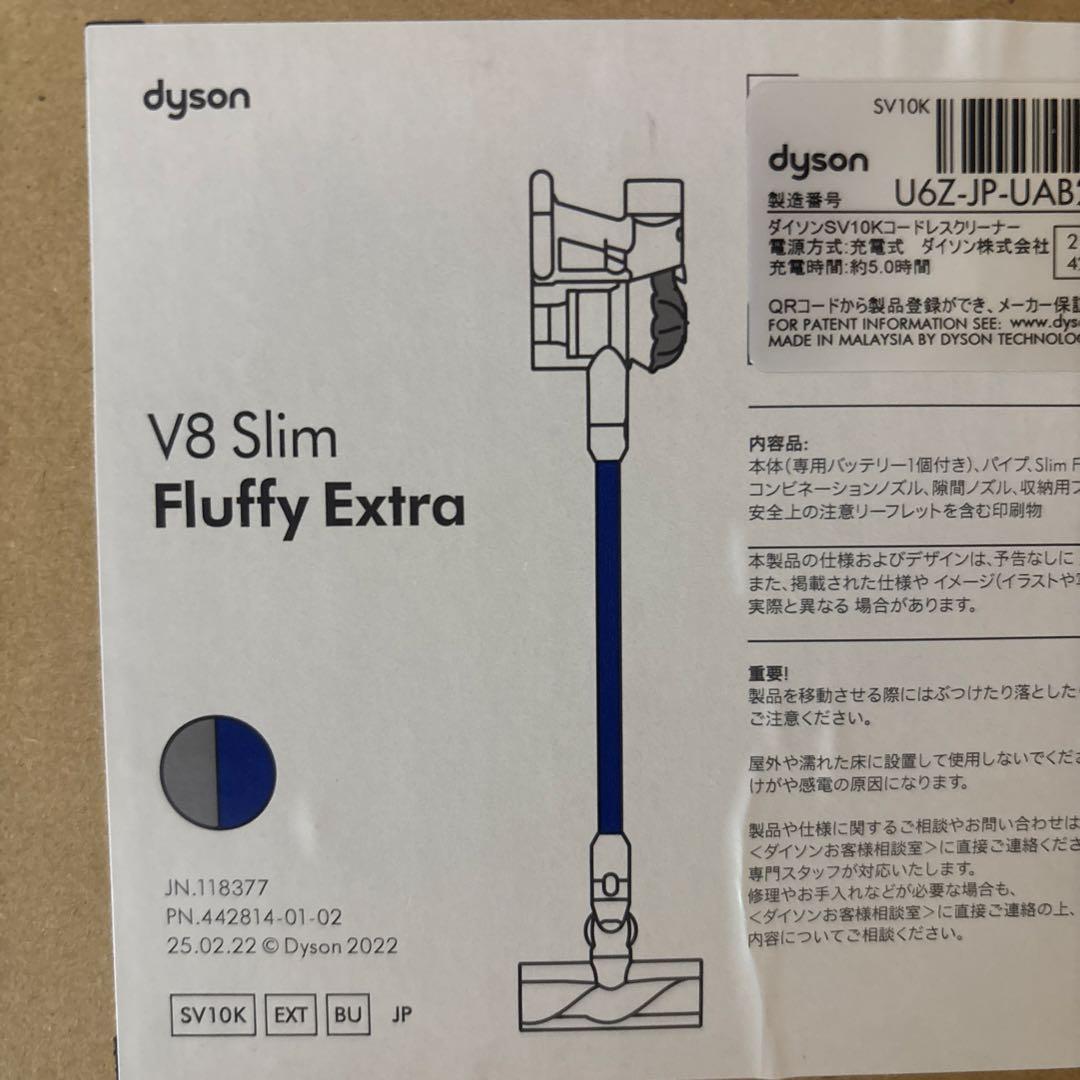 dyson
V8 Slim
Fluffy Extra
JN.118377
PN.442814-01-02
25.02.22 © Dyson 2022
SV10K EXT BU JP
SV10K
dyson
製造番号 U6Z-JP-UAB
ダイソンSV10Kコードレスクリーナー
電源方式:充電式 ダイソン株式会社
充電時間:約5.0時間
QRコードから製品登録ができ、メーカー保証
FOR PATENT INFORMATION SEE: www.dys
MADE IN MALAYSIA BY DYSON TECHNOLO
内容品:
本体(専用バッテリー1個付き)、パイプ、Slim F
コンビネーションノズル、隙間ノズル、収納用ブ
安全上の注意リーフレットを含む印刷物
本製品の仕様およびデザインは、予告なしに
また、掲載された仕様や イメージ(イラストや
実際と異なる 場合があります。
重要!
製品を移動させる際にはぶつけたり落とした
ご注意ください。
屋外や濡れた床に設置して使用しないでくださ
けがや感電の原因になります。
製品や仕様に関するご相談やお問い合わせは
<ダイソンお客様相談室>に直接ご連絡くださ
専門スタッフが対応いたします。
修理やお手入れなどが必要な場合も、
<ダイソンお客様相談室>に直接ご連絡の上、
内容についてご相談ください。